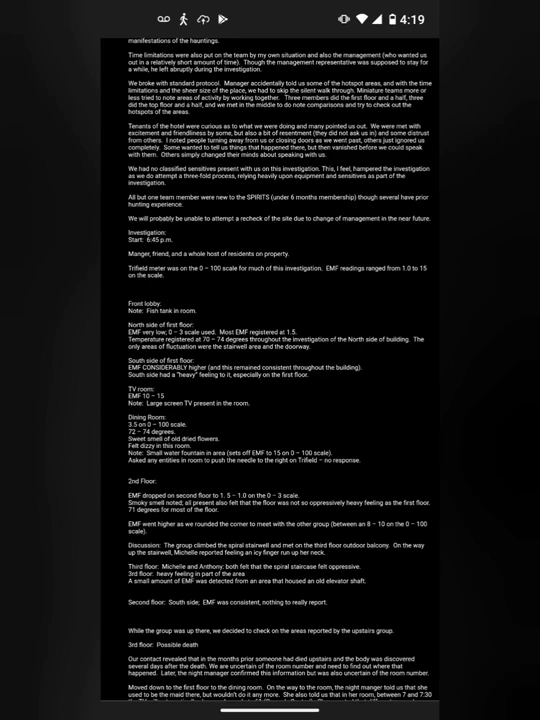 4:19
manifestations of the hauntings.
Time limitations were also put on the team by my own situation and also the management (who wanted us
out in a relatively short amount of time). Though the management representative was supposed to stay for
a while, he left abruptly during the investigation.
We broke with standard protocol. Manager accidentally told us some of the hotspot areas, and with the time
limitations and the sheer size of the place, we had to skip the silent walk through. Miniature teams more or
less tried to note areas of activity by working together. Three members did the first floor and a half, three
did the top floor and a half, and we met in the middle to do note comparisons and try to check out the
hotspots of the areas.
Tenants of the hotel were curious as to what we were doing and many pointed us out. We were met with
excitement and friendliness by some, but also a bit of resentment (they did not ask us in) and some distrust
from others. I noted people turning away from us or closing doors as we went past, others just ignored us
completely. Some wanted to tell us things that happened there, but then vanished before we could speak
with them. Others simply changed their minds about speaking with us.
We had no classified sensitives present with us on this investigation. This, I feel, hampered the investigation
as we do attempt a three-fold process, relying heavily upon equipment and sensitives as part of the
investigation.
All but one team member were new to the SPIRITS (under 6 months membership) though several have prior
hunting experience.
We will probably be unable to attempt a recheck of the site due to change of management in the near future.
Investigation:
Start: 6:45 p.m.
Manger, friend, and a whole host of residents on property.
Trifield meter was on the 0 – 100 scale for much of this investigation. EMF readings ranged from 1.0 to 15
on the scale.
Front lobby.
Note: Fish tank in room.
North side of first floor:
EMF very low; 0 – 3 scale used. Most EMF registered at 1.5.
Temperature registered at 70 – 74 degrees throughout the investigation of the North side of building. The
only areas of fluctuation were the stairwell area and the doorway.
South side of first floor:
EMF CONSIDERABLY higher (and this remained consistent throughout the building).
South side had a "heavy" feeling to it, especially on the first floor.
TV room:
EMF 10 – 15
Note: Large screen TV present in the room.
Dining Room:
3.5 on 0 – 100 scale.
72 – 74 degrees.
Sweet smell of old dried flowers.
Felt dizzy in this room.
Note: Small water fountain in area (sets off EMF to 15 on 0 – 100 scale).
Asked any entities in room to push the needle to the right on Trifield – no response.
2nd Floor:
EMF dropped on second floor to 1. 5 – 1.0 on the 0 – 3 scale.
Smoky smell noted; all present also felt that the floor was not so oppressively heavy feeling as the first floor.
71 degrees for most of the floor.
EMF went higher as we rounded the corner to meet with the other group (between an 8 – 10 on the 0 – 100
scale).
Discussion: The group climbed the spiral stairwell and met on the third floor outdoor balcony. On the way
up the stairwell, Michelle reported feeling an icy finger run up her neck.
Third floor: Michelle and Anthony: both felt that the spiral staircase felt oppressive.
3rd floor: heavy feeling in part of the area
A small amount of EMF was detected from an area that housed an old elevator shaft.
Second floor: South side; EMF was consistent, nothing to really report.
While the group was up there, we decided to check on the areas reported by the upstairs group.
3rd floor: Possible death
Our contact revealed that in the months prior someone had died upstairs and the body was discovered
several days after the death. We are uncertain of the room number and need to find out where that
happened. Later, the night manager confirmed this information but was also uncertain of the room number.
Moved down to the first floor to the dining room. On the way to the room, the night manger told us that she
used to be the maid there, but wouldn't do it any more. She also told us that in her room, between 7 and 7:30